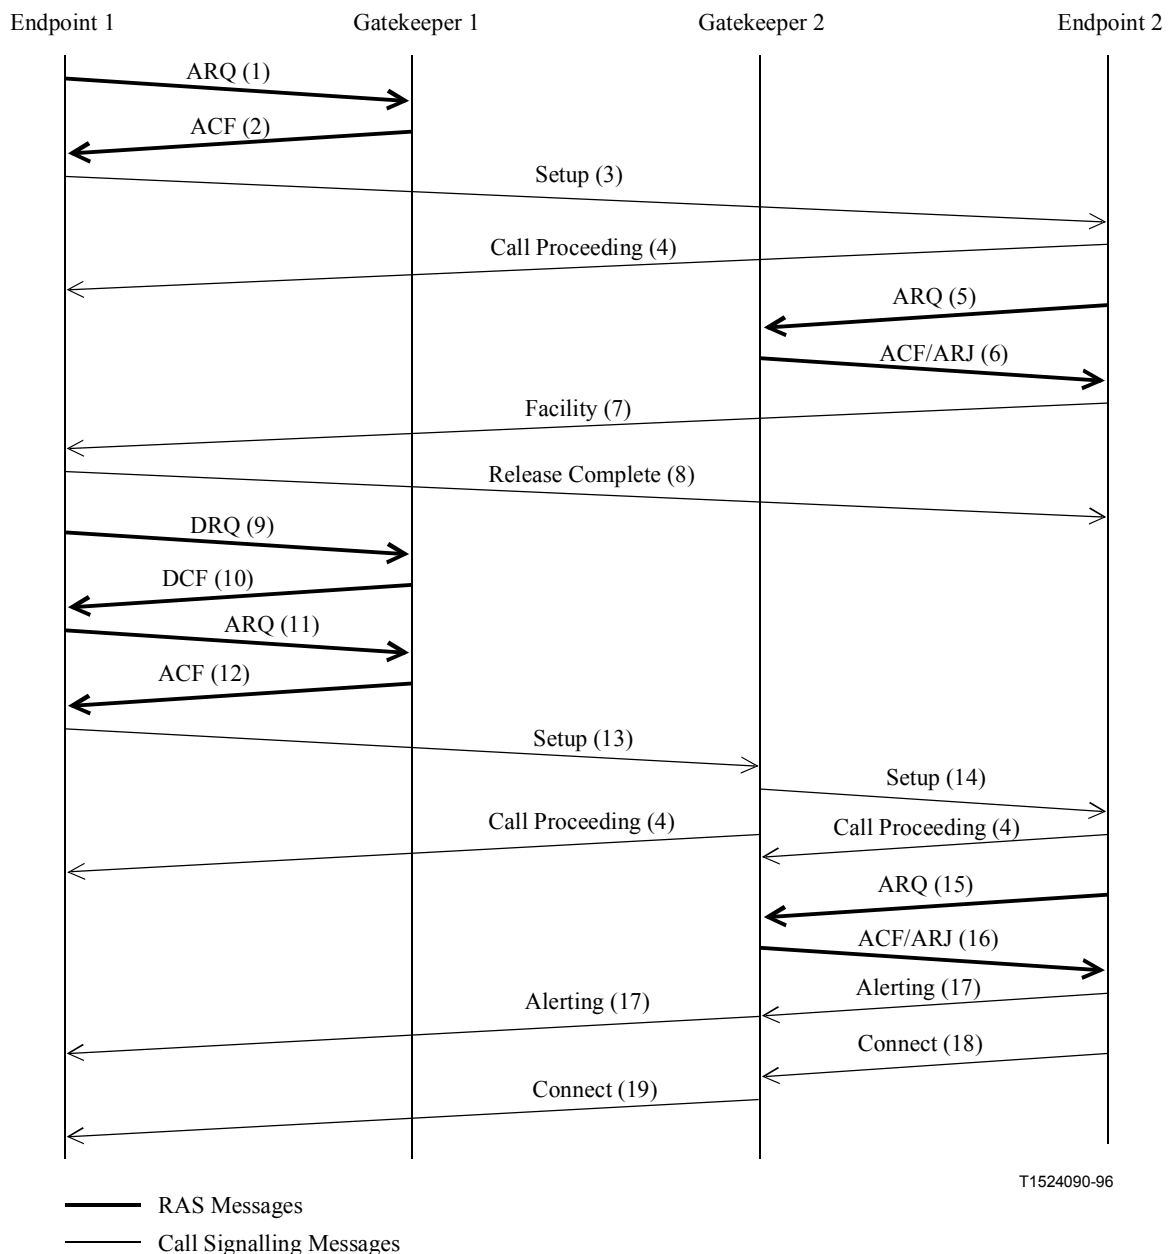 Endpoint 1 Gatekeeper 1 Gatekeeper 2 Endpoint 2
ARQ (1)
ACF (2)
Setup (3)
Call Proceeding (4)
ARQ (5)
ACF/ARJ (6)
Facility (7)
Release Complete (8)
DRQ (9)
DCF (10)
ARQ (11)
ACF (12)
Setup (13)
Setup (14)
Call Proceeding (4) Call Proceeding (4)
ARQ (15)
ACF/ARJ (16)
Alerting (17) Alerting (17)
Connect (18)
Connect (19)
T1524090-96
RAS Messages
Call Signalling Messages